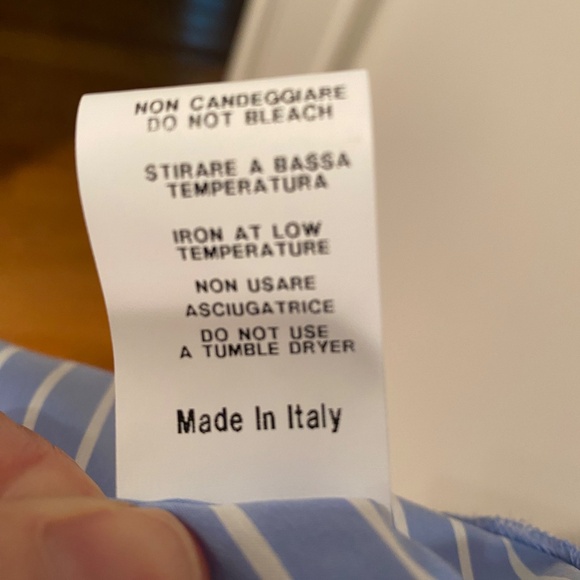 NON CANDEGGIARE
DO NOT BLEACH
STIRARE A BASSA
TEMPERATURA
IRON AT LOW
TEMPERATURE
NON USARE
ASCIUGATRICE
DO NOT USE
A TUMBLE DRYER
Made In Italy